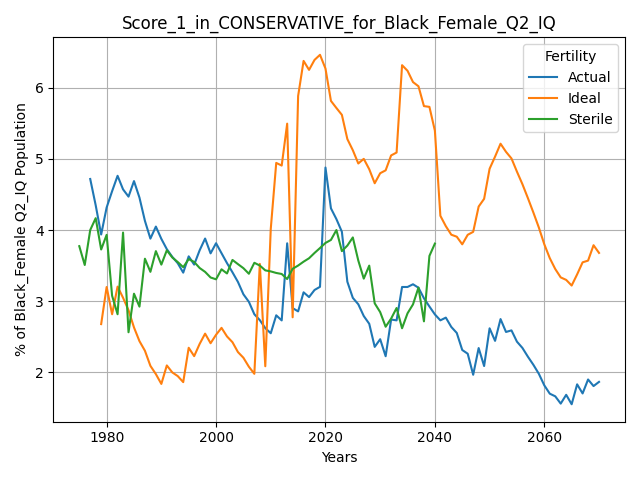 Score_1_in_CONSERVATIVE_for_Black_Female_Q2_IQ
% of Black_Female Q2_IQ Population
6
5
4
3
2
Fertility
Actual
Ideal
Sterile
1980
2000
2020
2040
2060
Years